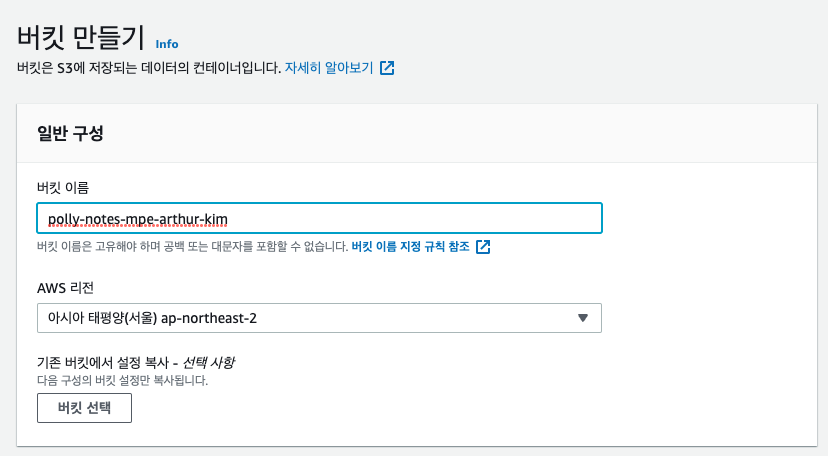 버킷 만들기 Info
버킷은 S3에 저장되는 데이터의 컨테이너입니다. 자세히 알아보기
일반 구성
버킷 이름
polly-notes-mpe-arthur-kim
버킷 이름은 고유해야 하며 공백 또는 대문자를 포함할 수 없습니다. 버킷 이름 지정 규칙 참조
AWS 리전
아시아 태평양(서울) ap-northeast-2
기존 버킷에서 설정 복사 - 선택 사항
다음 구성의 버킷 설정만 복사됩니다.
버킷 선택